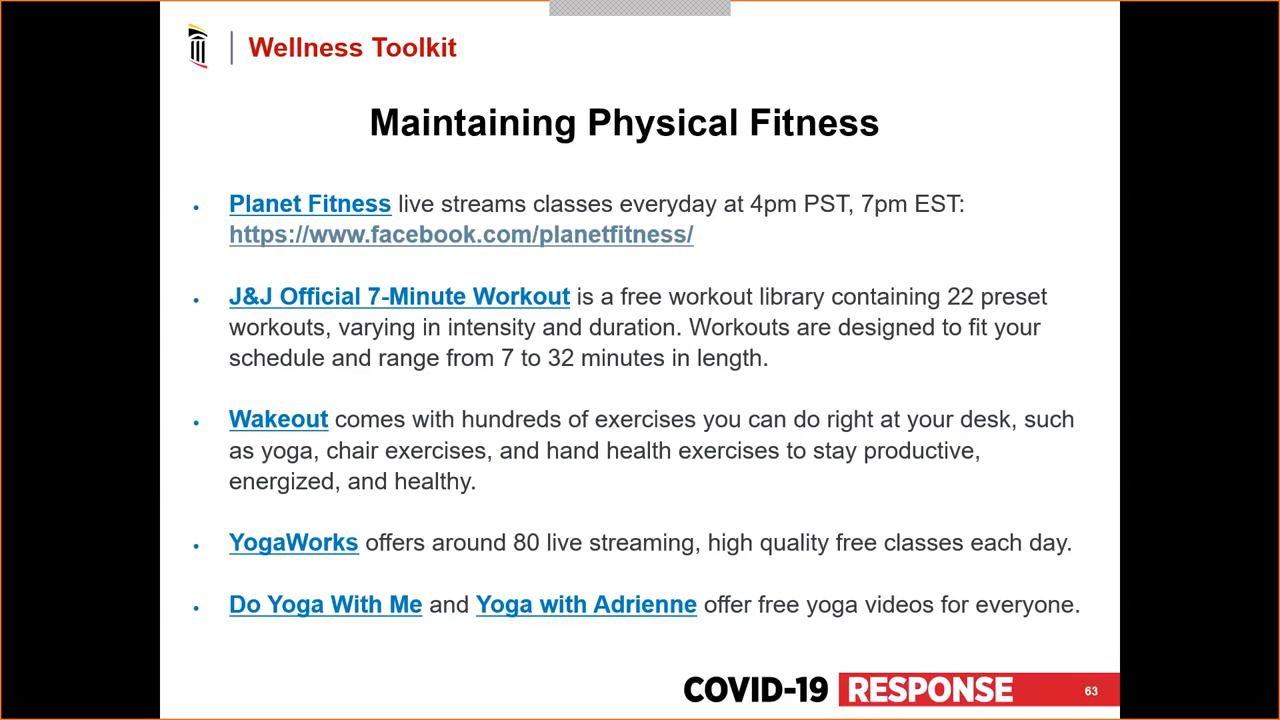 Wellness Toolkit
Maintaining Physical Fitness
• Planet Fitness live streams classes everyday at 4pm PST, 7pm EST:
https://www.facebook.com/planetfitness/
• J&J Official 7-Minute Workout is a free workout library containing 22 preset
workouts, varying in intensity and duration. Workouts are designed to fit your
schedule and range from 7 to 32 minutes in length.
• Wakeout comes with hundreds of exercises you can do right at your desk, such
as yoga, chair exercises, and hand health exercises to stay productive,
energized, and healthy.
• YogaWorks offers around 80 live streaming, high quality free classes each day.
• Do Yoga With Me and Yoga with Adrienne offer free yoga videos for everyone.
COVID-19 RESPONSE 63